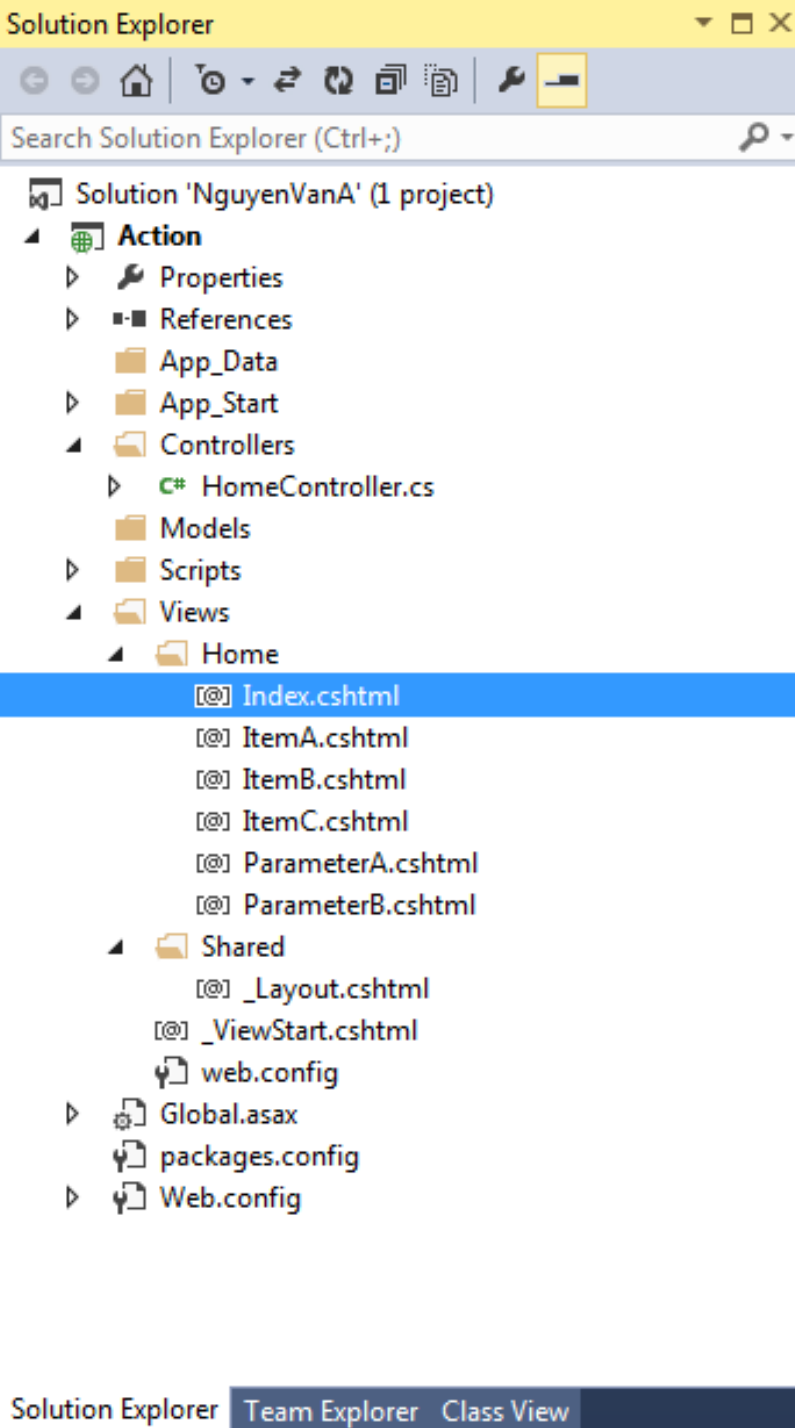 Solution Explorer
Search Solution Explorer (Ctrl+;)
Solution 'NguyenVanA' (1 project)
Action
Properties
References
App_Data
App_Start
Controllers
C# HomeController.cs
Models
Scripts
Views
Home
[@] Index.cshtml
[@] ItemA.cshtml
[@] ItemB.cshtml
[@] ItemC.cshtml
[@] ParameterA.cshtml
[@] ParameterB.cshtml
Shared
[@] _Layout.cshtml
[@] _ViewStart.cshtml
web.config
Global.asax
packages.config
Web.config
Solution Explorer Team Explorer Class View